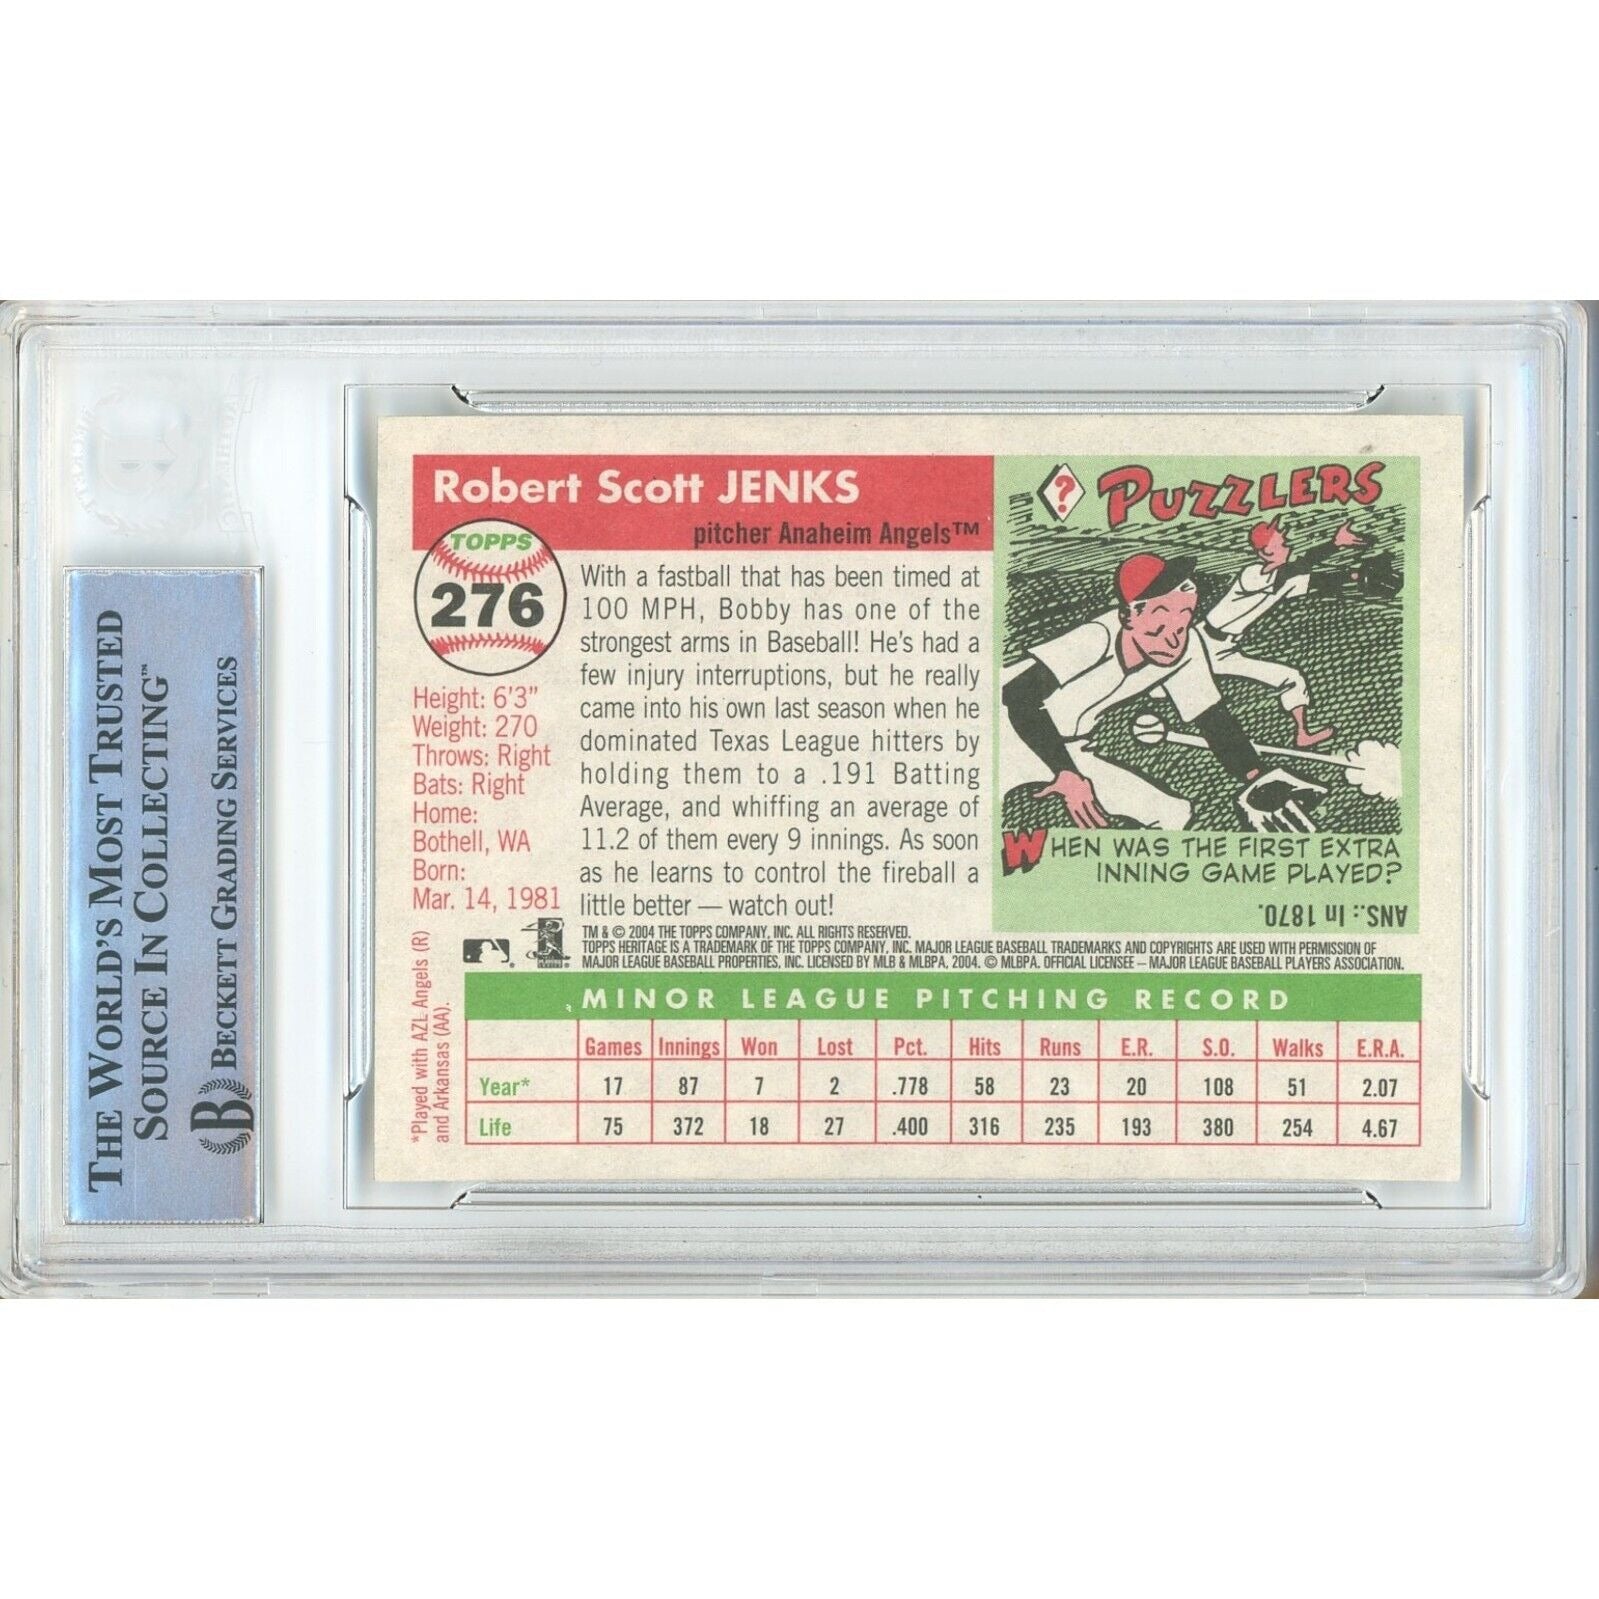 THE WORLD'S MOST TRUSTED
SOURCE IN COLLECTING™
BECKETT GRADING SERVICES
B
Robert Scott JENKS
pitcher Anaheim Angels™
TOPPS
276
Height: 6'3"
Weight: 270
Throws: Right
Bats: Right
Home:
Bothell, WA
Born:
Mar. 14, 1981
With a fastball that has been timed at
100 MPH, Bobby has one of the
strongest arms in Baseball! He's had a
few injury interruptions, but he really
came into his own last season when he
dominated Texas League hitters by
holding them to a .191 Batting
Average, and whiffing an average of
11.2 of them every 9 innings. As soon
as he learns to control the fireball a
little better — watch out!
? PUZZLERS
WHEN WAS THE FIRST EXTRA
INNING GAME PLAYED?
ANS.: In 1870.
TM & © 2004 THE TOPPS COMPANY, INC. ALL RIGHTS RESERVED.
TOPPS HERITAGE IS A TRADEMARK OF THE TOPPS COMPANY, INC. MAJOR LEAGUE BASEBALL TRADEMARKS AND COPYRIGHTS ARE USED WITH PERMISSION OF
MAJOR LEAGUE BASEBALL PROPERTIES, INC. LICENSED BY MLB & MLBPA, 2004. © MLBPA. OFFICIAL LICENSEE – MAJOR LEAGUE BASEBALL PLAYERS ASSOCIATION.
*Played with AZL Angels (R)
and Arkansas (AA).
MINOR LEAGUE PITCHING RECORD
Games Innings Won Lost Pct. Hits Runs E.R. S.O. Walks E.R.A.
Year* 17 87 7 2 .778 58 23 20 108 51 2.07
Life 75 372 18 27 .400 316 235 193 380 254 4.67